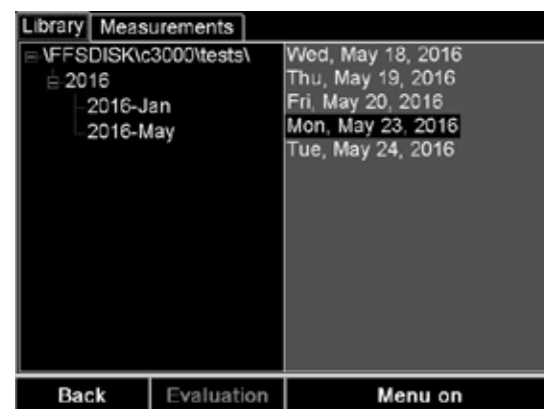 Library Measurements
\FFSDISK\c3000\tests\
2016
2016-Jan
2016-May
Wed, May 18, 2016
Thu, May 19, 2016
Fri, May 20, 2016
Mon, May 23, 2016
Tue, May 24, 2016
Back Evaluation Menu on